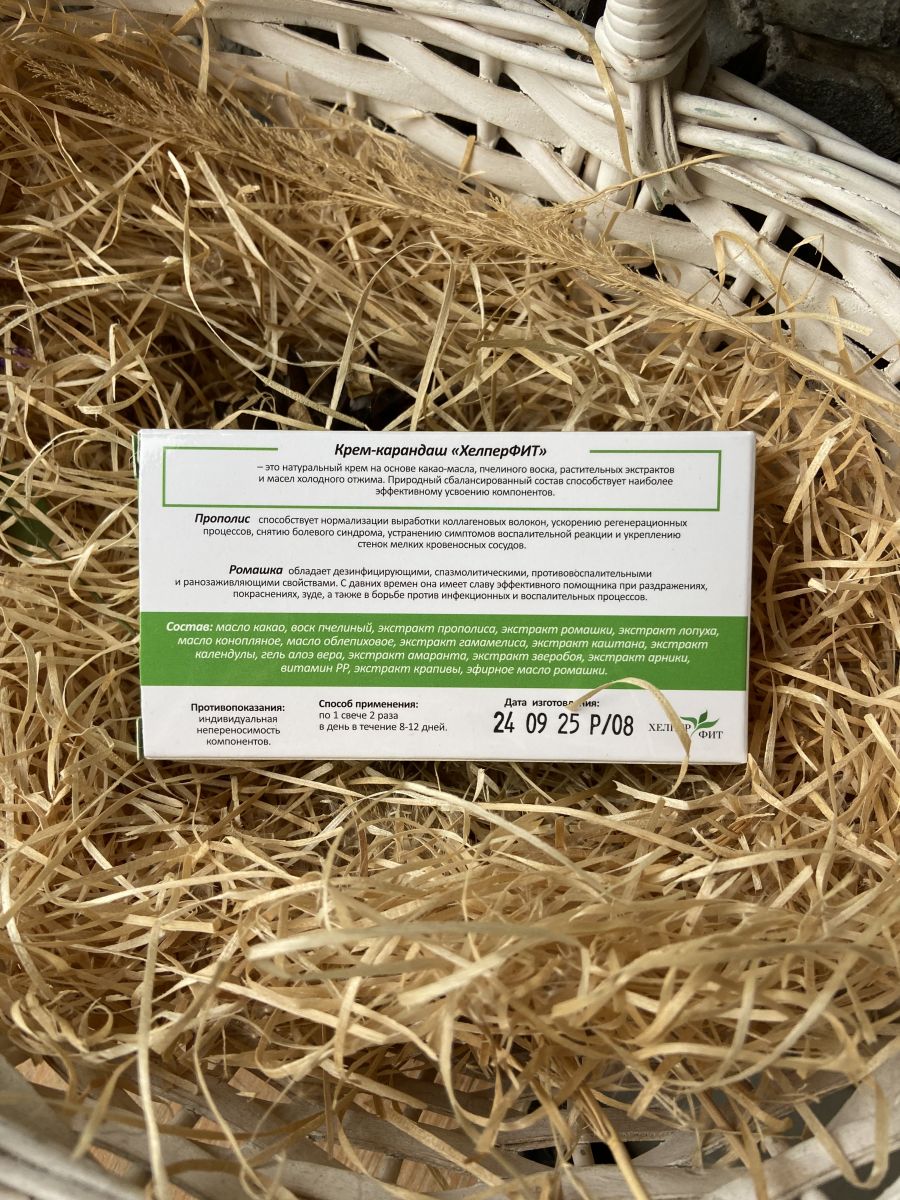 Крем-карандаш «ХелперФИТ»
– это натуральный крем на основе какао-масла, пчелиного воска, растительных экстрактов
и масел холодного отжима. Природный сбалансированный состав способствует наиболее
эффективному усвоению компонентов.
Прополис способствует нормализации выработки коллагеновых волокон, ускорению регенерационных
процессов, снятию болевого синдрома, устранению симптомов воспалительной реакции и укреплению
стенок мелких кровеносных сосудов.
Ромашка обладает дезинфицирующими, спазмолитическими, противовоспалительными
и ранозаживляющими свойствами. С давних времен она имеет славу эффективного помощника при раздражениях,
покраснениях, зуде, а также в борьбе против инфекционных и воспалительных процессов.
Состав: масло какао, воск пчелиный, экстракт прополиса, экстракт ромашки, экстракт лопуха,
масло конопляное, масло облепиховое, экстракт гамамелиса, экстракт каштана, экстракт
календулы, гель алоэ вера, экстракт амаранта, экстракт зверобоя, экстракт арники,
витамин РР, экстракт крапивы, эфирное масло ромашки.
Противопоказания:
индивидуальная
непереносимость
компонентов.
Способ применения:
по 1 свече 2 раза
в день в течение 8-12 дней.
Дата изготовления:
24 09 25 P/08
ХЕЛПЕР
ФИТ